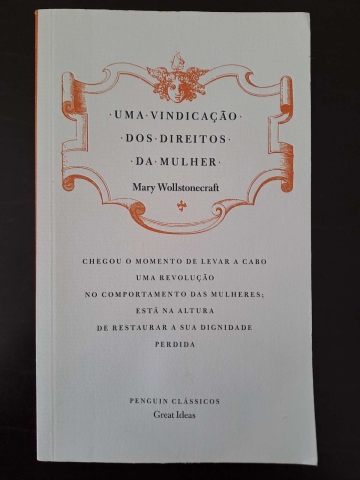 ·UMA·VINDICAÇÃO·
·DOS·DIREITOS·
·DA·MULHER·
Mary Wollstonecraft
CHEGOU O MOMENTO DE LEVAR A CABO
UMA REVOLUÇÃO
NO COMPORTAMENTO DAS MULHERES;
ESTÁ NA ALTURA
DE RESTAURAR A SUA DIGNIDADE
PERDIDA
PENGUIN CLÁSSICOS
Great Ideas